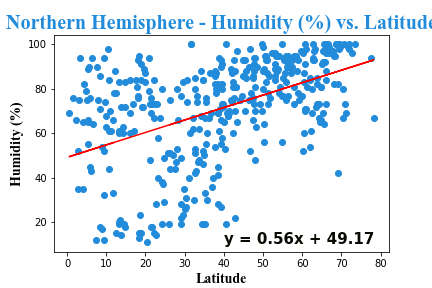 Northern Hemisphere - Humidity (%) vs. Latitude
Humidity (%)
100
80
60
40
20
y = 0.56x + 49.17
0 10 20 30 40 50 60 70 80
Latitude